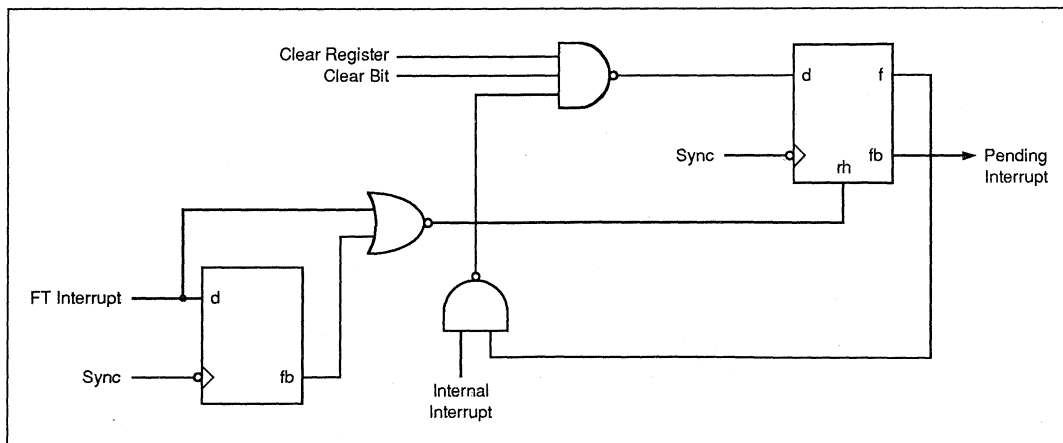 Clear Register
Clear Bit
d
f
Sync
fb
Pending
Interrupt
rh
FT Interrupt
d
Sync
fb
Internal
Interrupt